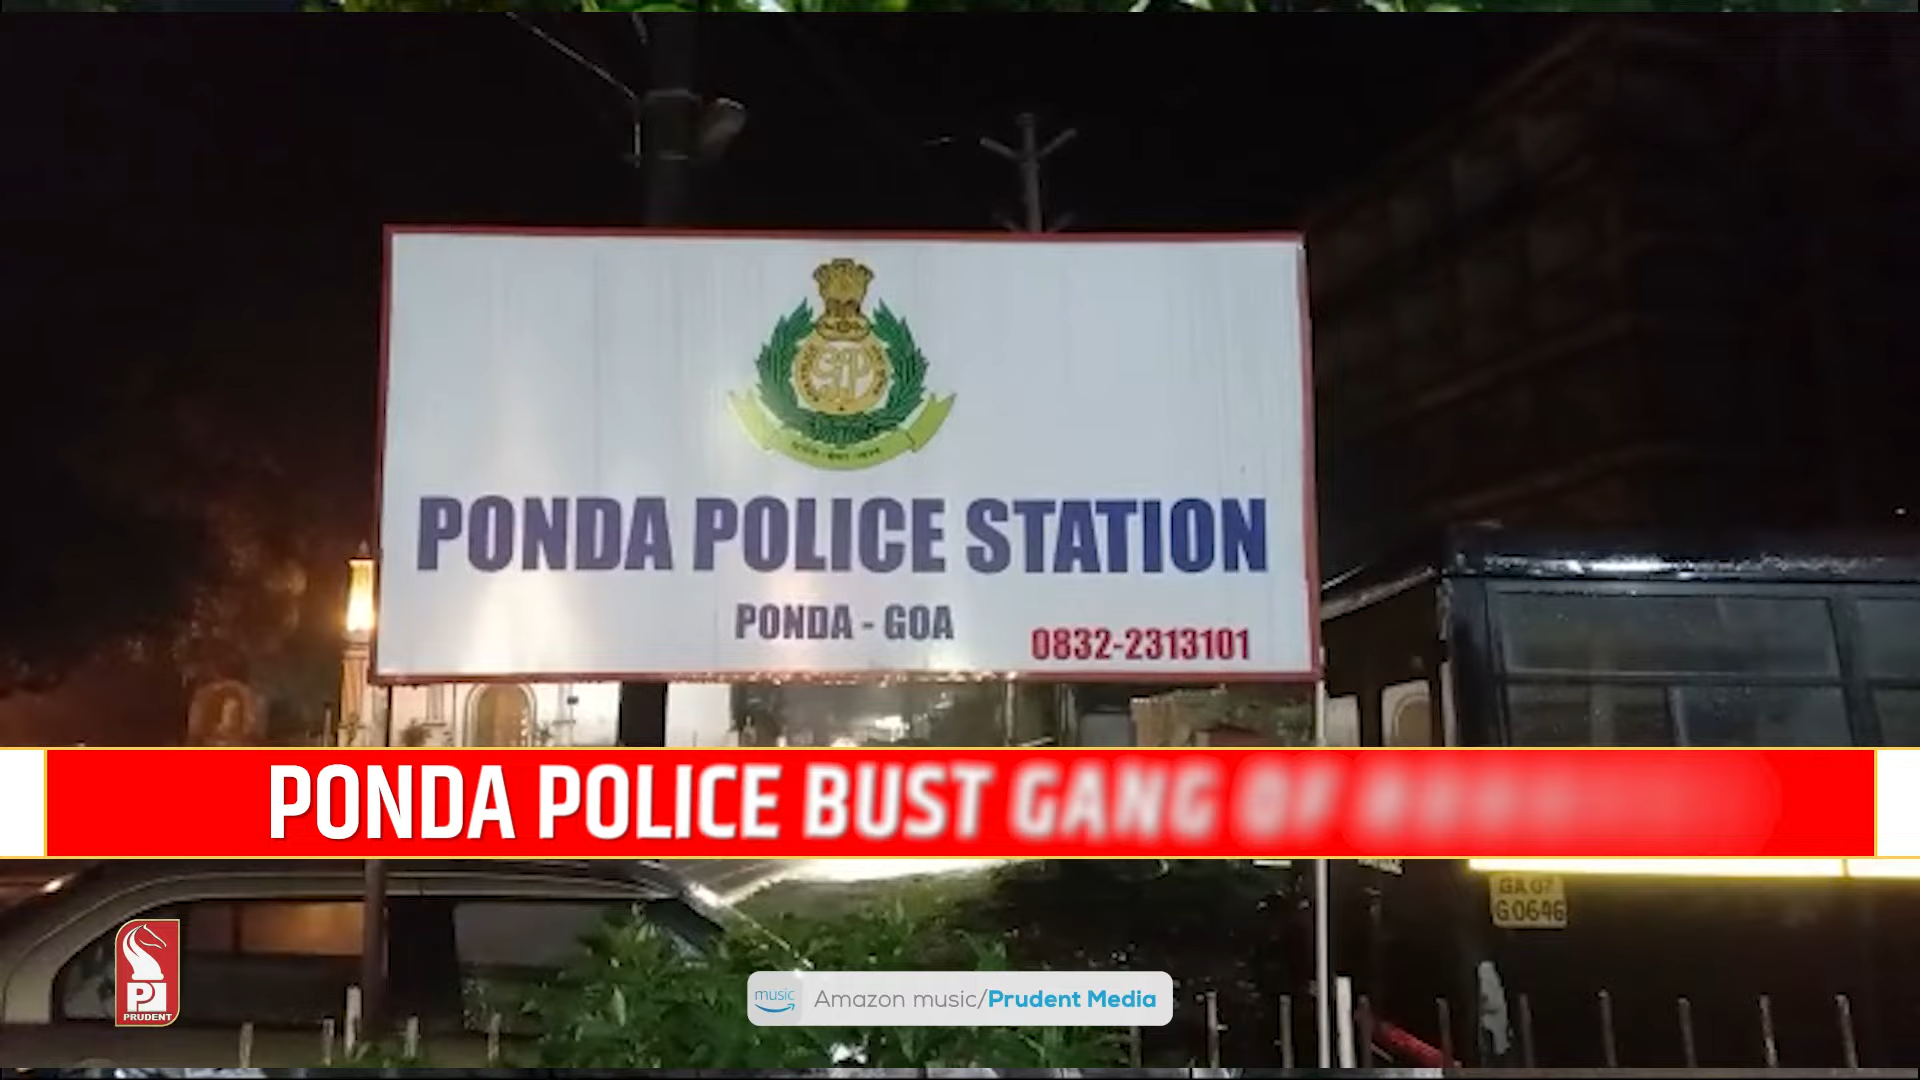 PONDA POLICE STATION
PONDA - GOA
0832-2313101
PONDA POLICE BUST GANG OF
GA 07
G 0646
P
PRUDENT
music
Amazon music/Prudent Media